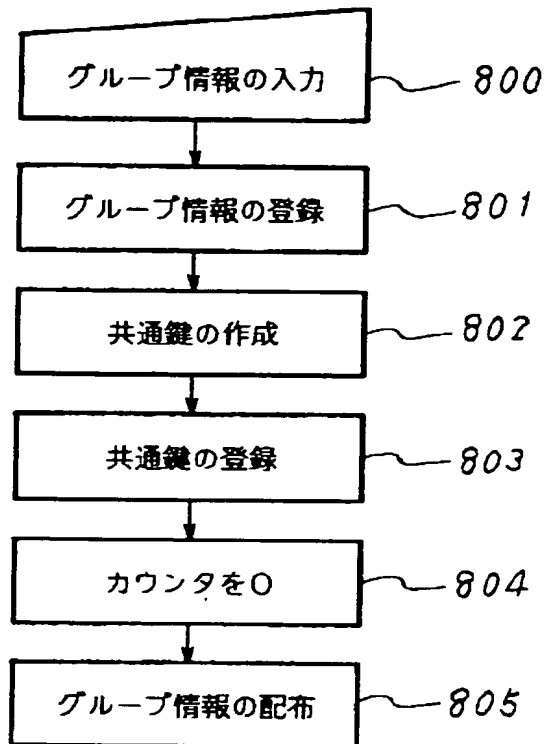 グループ情報の入力 800
グループ情報の登録 801
共通鍵の作成 802
共通鍵の登録 803
カウンタを0 804
グループ情報の配布 805